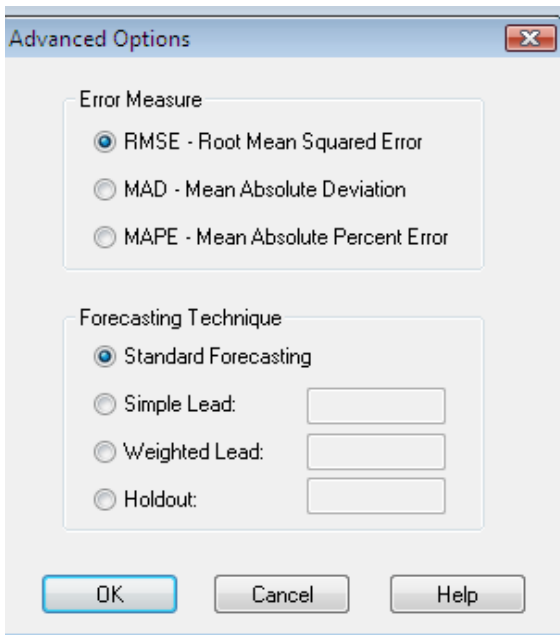 Advanced Options
Error Measure
RMSE - Root Mean Squared Error
MAD - Mean Absolute Deviation
MAPE - Mean Absolute Percent Error
Forecasting Technique
Standard Forecasting
Simple Lead:
Weighted Lead:
Holdout:
OK Cancel Help